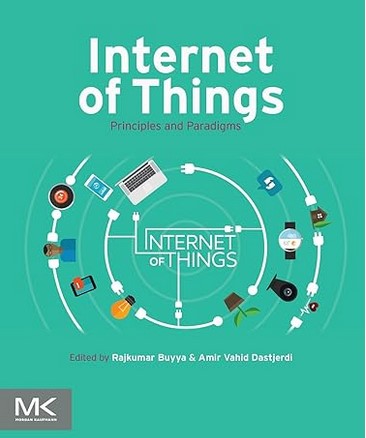 Internet
of Things
Principles and Paradigms
INTERNET
OF THINGS
Edited by Rajkumar Buyya & Amir Vahid Dastjerdi
MK
MORGAN KAUFMANN